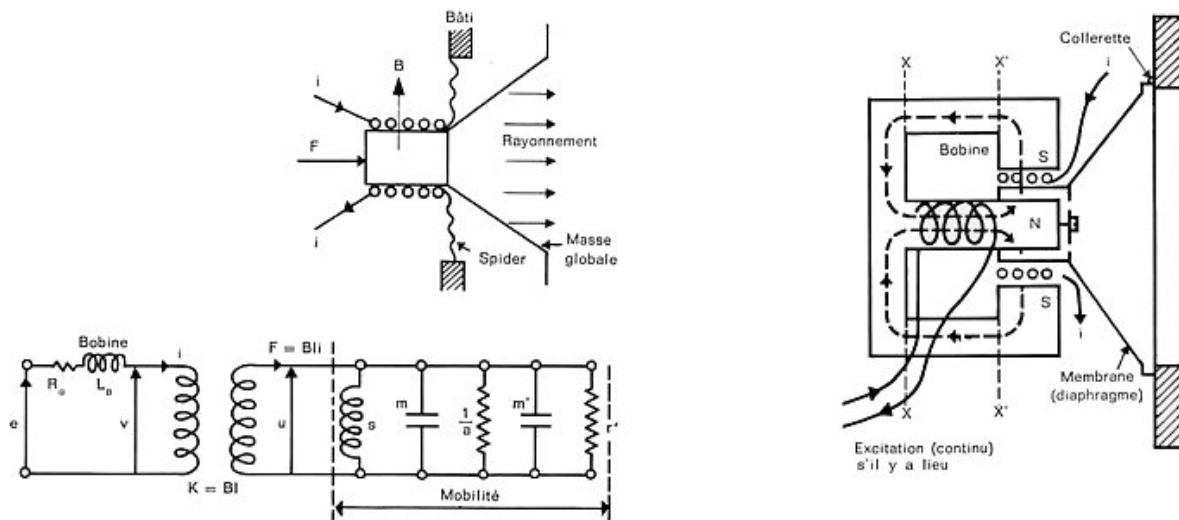 Bâti
B
i
F
Rayonnement
i
Spider
Masse
globale
Bobine
R
L
i
F = Bli
e
v
u
s
m
1
a
m'
r'
K = Bl
Mobilité
Collerette
X
X'
i
Bobine
S
N
S
i
X
X'
Membrane
(diaphragme)
Excitation (continu)
s'il y a lieu